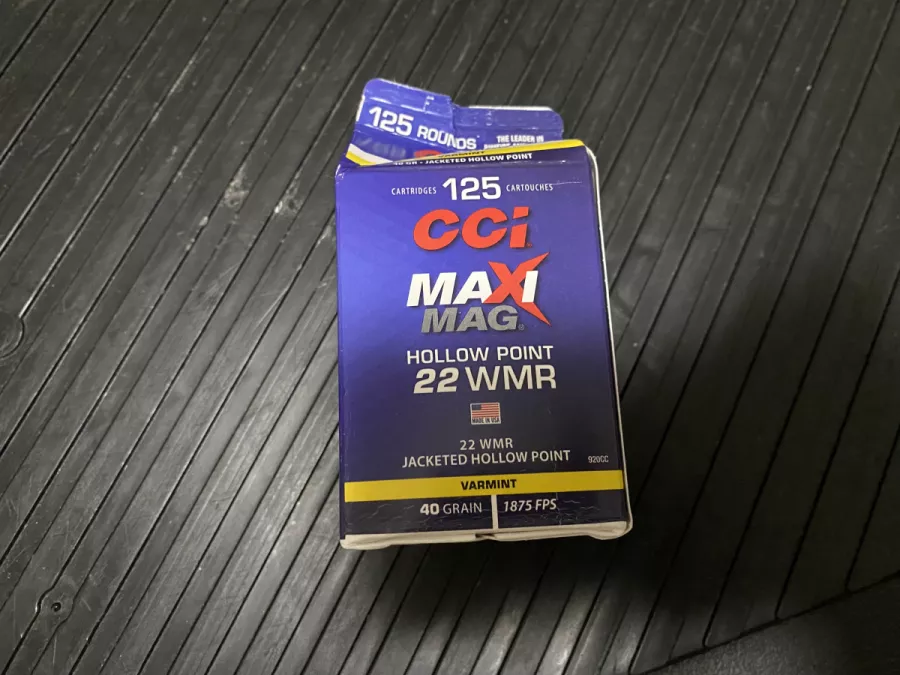 125 ROUNDS
THE LEADER IN
VARMINT
JACKETED HOLLOW POINT
CARTRIDGES 125 CARTOUCHES
CCi
MAXI
MAG®
HOLLOW POINT
22 WMR
MADE IN USA
22 WMR
JACKETED HOLLOW POINT
920CC
VARMINT
40 GRAIN 1875 FPS